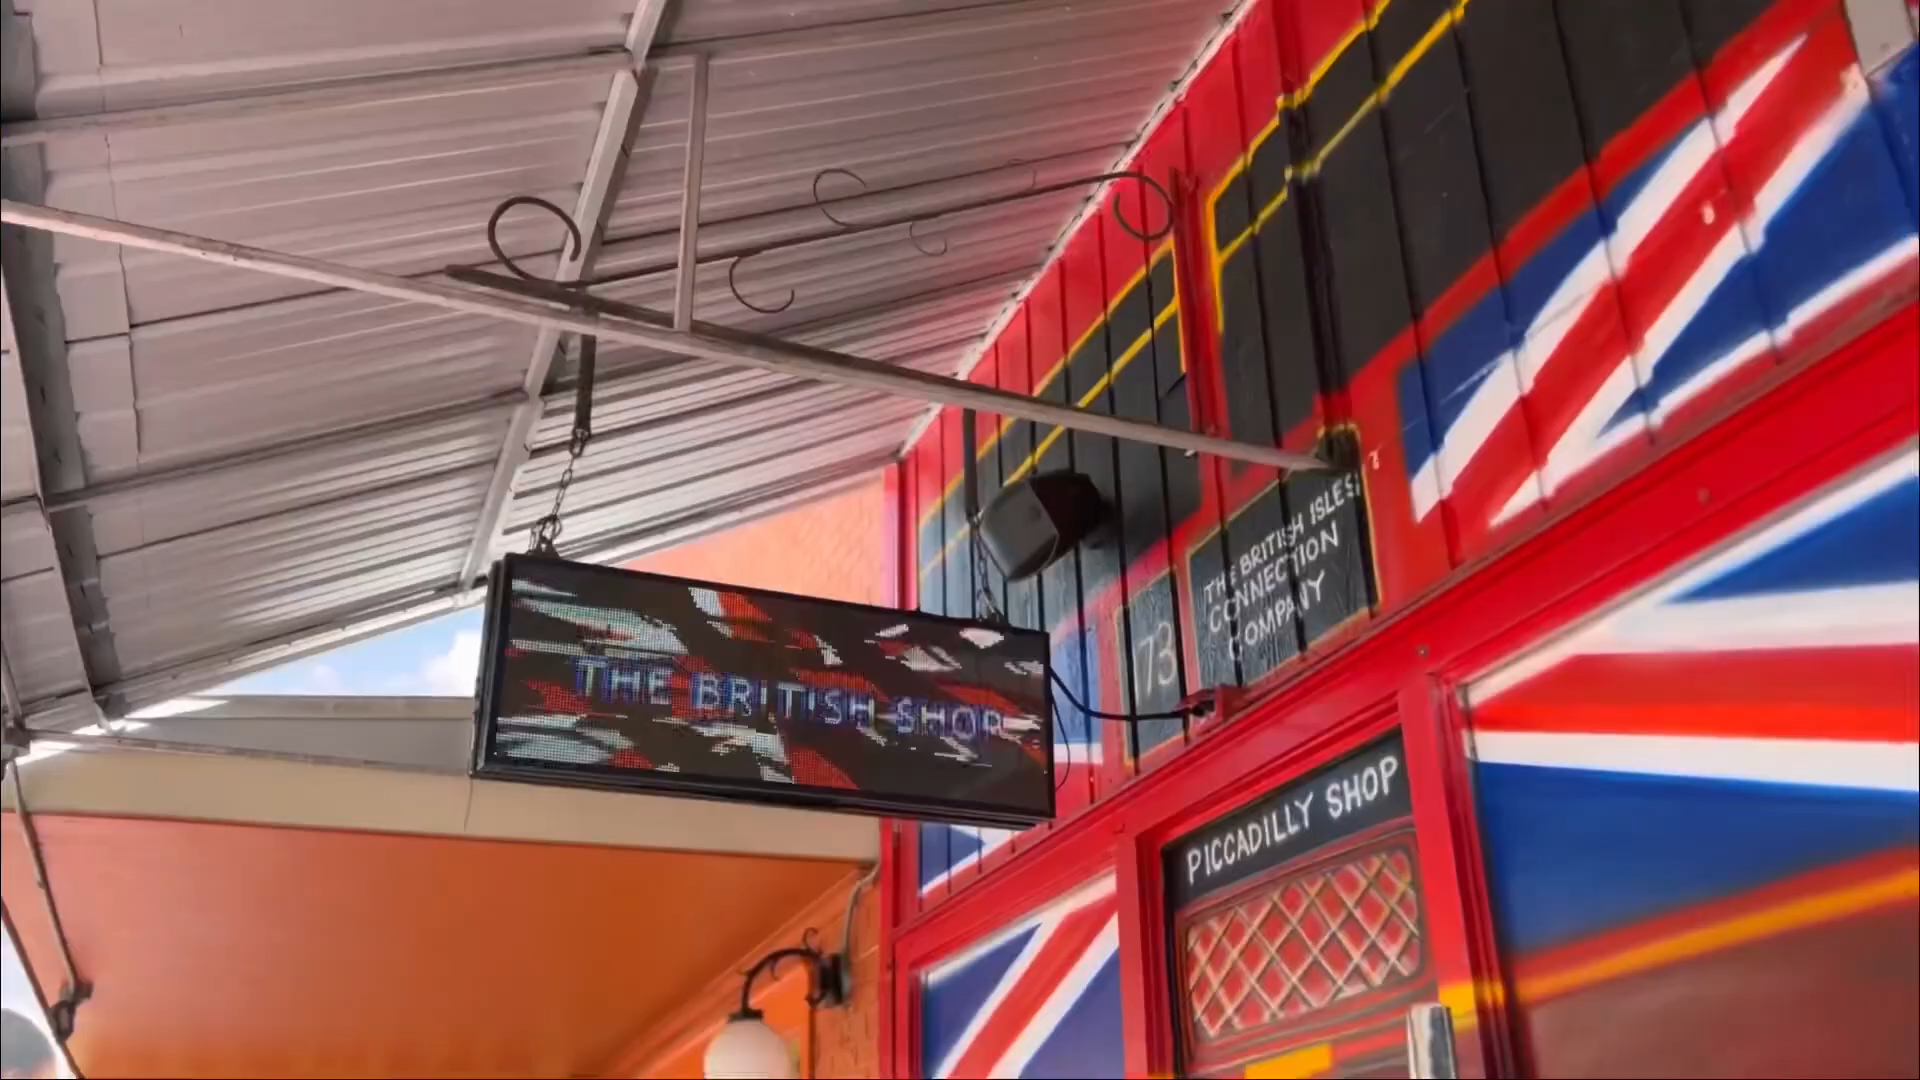 THE BRITISH SHOP
THE BRITISH ISLES
CONNECTION
COMPANY
73
PICCADILLY SHOP